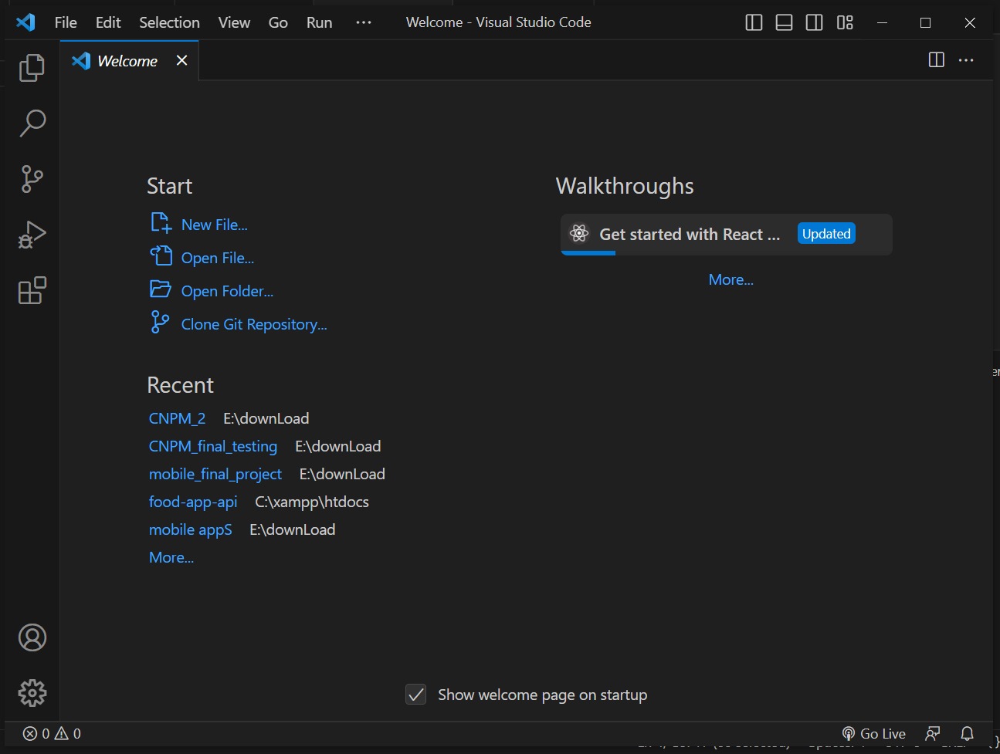 File Edit Selection View Go Run ··· Welcome - Visual Studio Code
Welcome
Start
New File...
Open File...
Open Folder...
Clone Git Repository...
Recent
CNPM_2 E:\downLoad
CNPM_final_testing E:\downLoad
mobile_final_project E:\downLoad
food-app-api C:\xampp\htdocs
mobile appS E:\downLoad
More...
Walkthroughs
Get started with React ... Updated
More...
Show welcome page on startup
0 0 Go Live